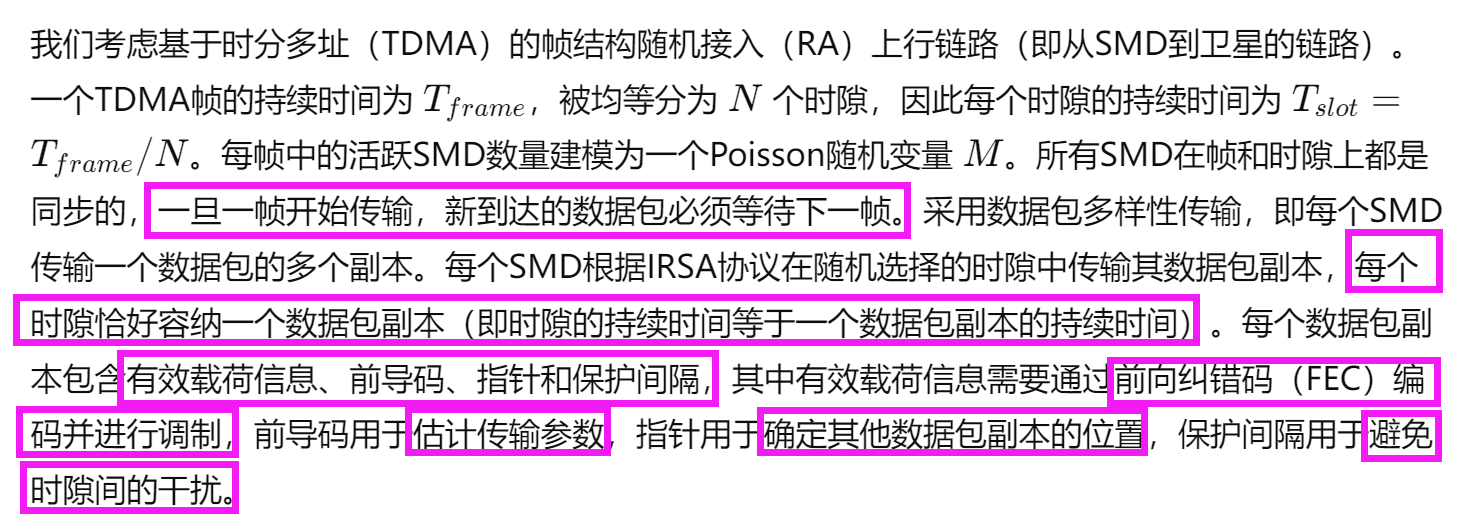 我们考虑基于时分多址（TDMA）的帧结构随机接入（RA）上行链路（即从SMD到卫星的链路）。
一个TDMA帧的持续时间为 T_{frame}，被均等分为 N 个时隙，因此每个时隙的持续时间为 T_{slot} =
T_{frame}/N。每帧中的活跃SMD数量建模为一个Poisson随机变量 M。所有SMD在帧和时隙上都是
同步的，一旦一帧开始传输，新到达的数据包必须等待下一帧。采用数据包多样性传输，即每个SMD
传输一个数据包的多个副本。每个SMD根据IRSA协议在随机选择的时隙中传输其数据包副本，每个
时隙恰好容纳一个数据包副本（即时隙的持续时间等于一个数据包副本的持续时间）。每个数据包副
本包含有效载荷信息、前导码、指针和保护间隔，其中有效载荷信息需要通过前向纠错码（FEC）编
码并进行调制，前导码用于估计传输参数，指针用于确定其他数据包副本的位置，保护间隔用于避免
时隙间的干扰。